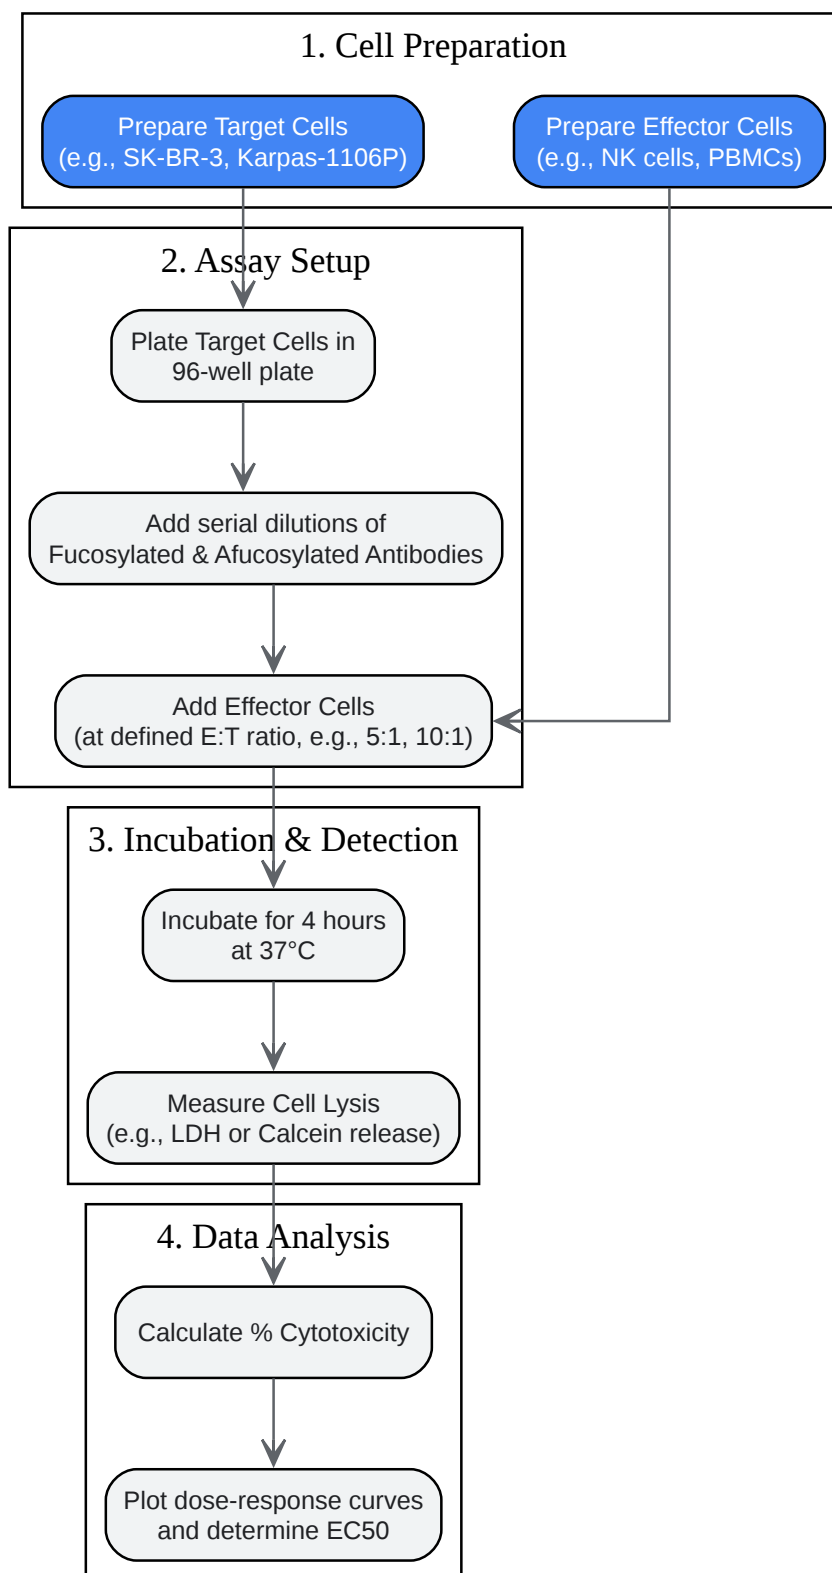 1. Cell Preparation
Prepare Target Cells
(e.g., SK-BR-3, Karpas-1106P)
Prepare Effector Cells
(e.g., NK cells, PBMCs)
2. Assay Setup
Plate Target Cells in
96-well plate
Add serial dilutions of
Fucosylated & Afucosylated Antibodies
Add Effector Cells
(at defined E:T ratio, e.g., 5:1, 10:1)
3. Incubation & Detection
Incubate for 4 hours
at 37°C
Measure Cell Lysis
(e.g., LDH or Calcein release)
4. Data Analysis
Calculate % Cytotoxicity
Plot dose-response curves
and determine EC50